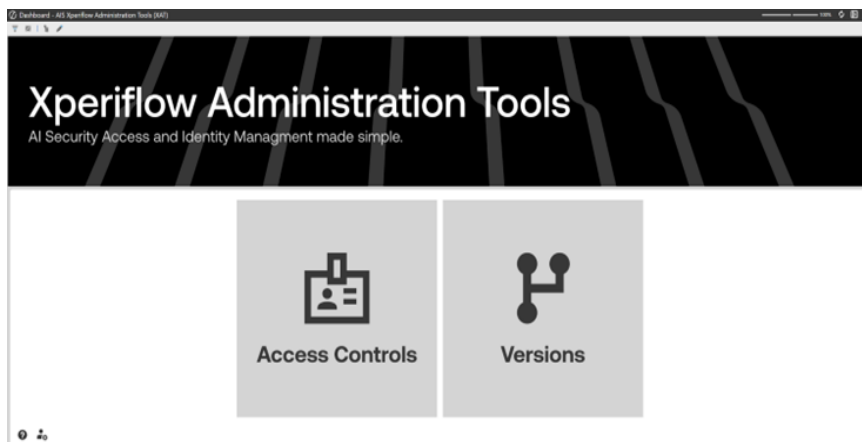 Dashboard - AIS Xperiflow Administration Tools (XAT)
100%
Xperiflow Administration Tools
AI Security Access and Identity Managment made simple.
Access Controls
Versions